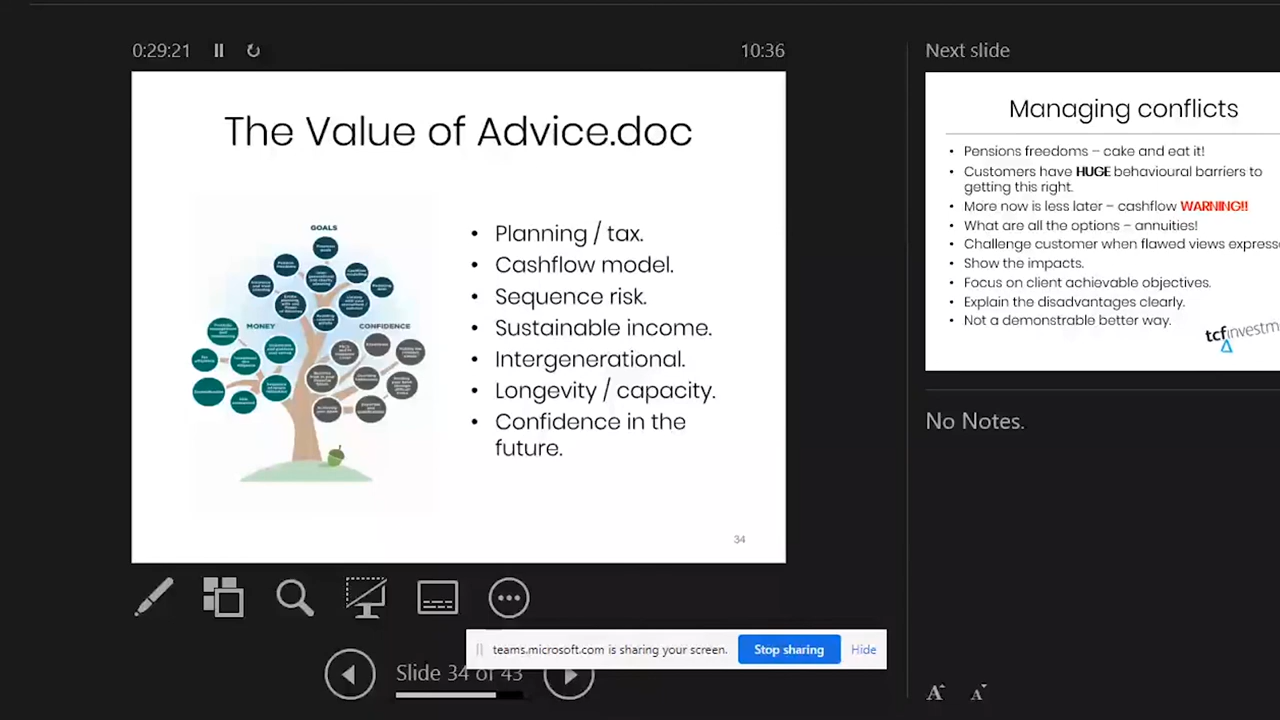 0:29:21
10:36
The Value of Advice.doc
GOALS
MONEY
CONFIDENCE
• Planning / tax.
• Cashflow model.
• Sequence risk.
• Sustainable income.
• Intergenerational.
• Longevity / capacity.
• Confidence in the
future.
34
Next slide
Managing conflicts
• Pensions freedoms – cake and eat it!
• Customers have HUGE behavioural barriers to
getting this right.
• More now is less later – cashflow WARNING!!
• What are all the options – annuities!
• Challenge customer when flawed views expresse
• Show the impacts.
• Focus on client achievable objectives.
• Explain the disadvantages clearly.
• Not a demonstrable better way.
tcfinvestm
No Notes.
teams.microsoft.com is sharing your screen.
Stop sharing
Hide
Slide 34 of 43
A A